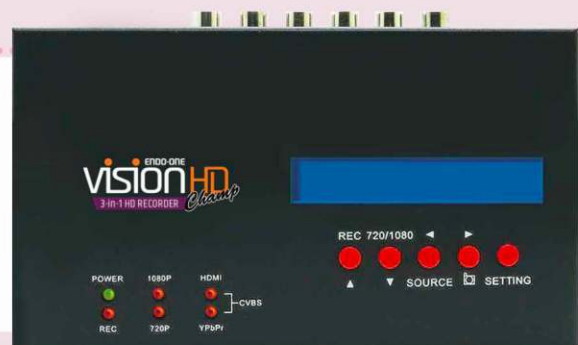 ENDO-ONE
VISION HD
Champ
3-in-1 HD RECORDER
REC 720/1080 ◄ ►
▲ ▼ SOURCE SETTING
POWER 1080P HDMI
CVBS
REC 720P YPbPr